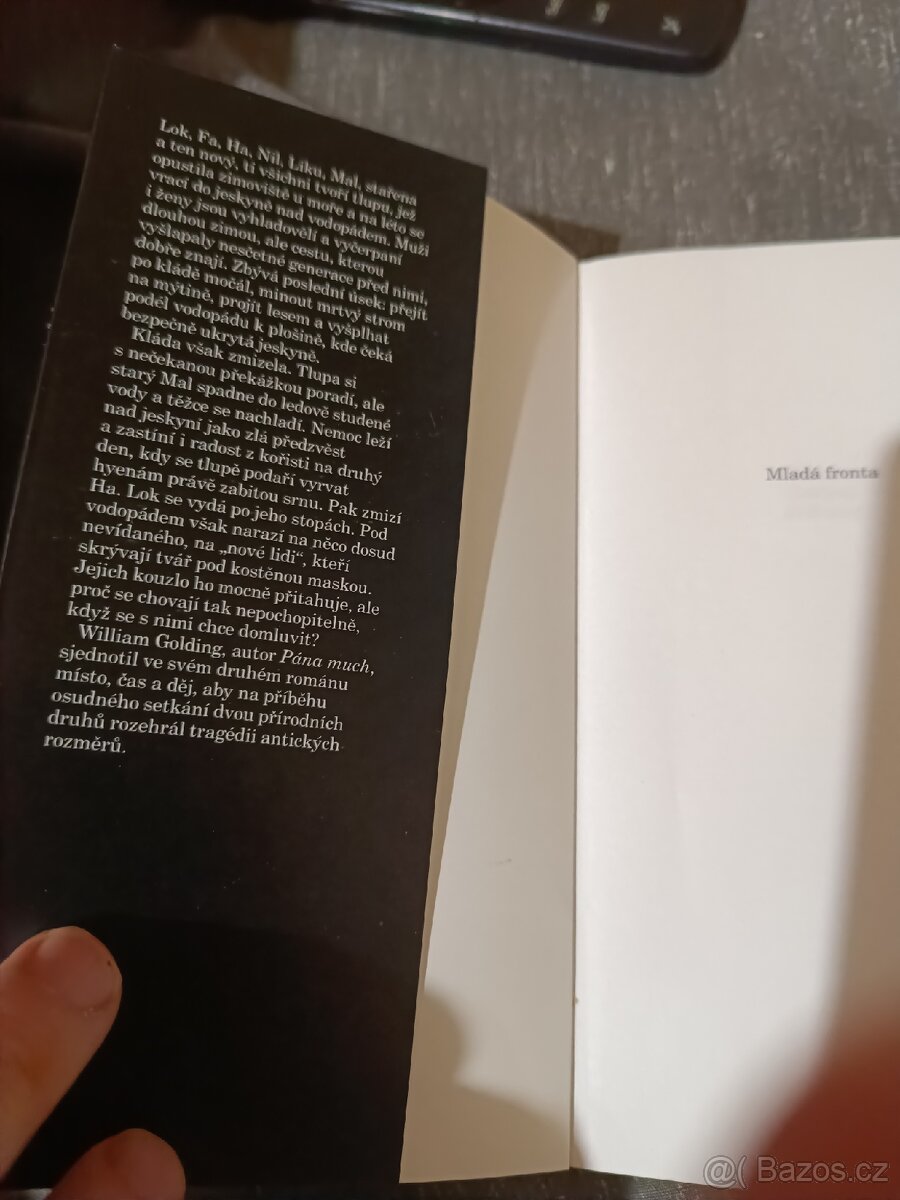 Lok, Fa, Ha, Nil, Liku, Mal, stařena
a ten nový, ti všichni tvoří tlupu, jež
opustila zimoviště u moře a na léto se
vrací do jeskyně nad vodopádem. Muži
i ženy jsou vyhladovělí a vyčerpaní
dlouhou zimou, ale cestu, kterou
vyšlapaly nesčetné generace před nimi,
dobře znají. Zbývá poslední úsek: přejít
po kládě močál, minout mrtvý strom
na mýtině, projít lesem a vyšplhat
podél vodopádu k plošině, kde čeká
bezpečně ukrytá jeskyně.
Kláda však zmizela. Tlupa si
s nečekanou překážkou poradí, ale
starý Mal spadne do ledově studené
vody a těžce se nachladí. Nemoc leží
nad jeskyní jako zlá předzvěst
a zastíní i radost z kořisti na druhý
den, kdy se tlupě podaří vyrvat
hyenám právě zabitou srnu. Pak zmizí
Ha. Lok se vydá po jeho stopách. Pod
vodopádem však narazí na něco dosud
nevídaného, na „nové lidi“, kteří
skrývají tvář pod kostěnou maskou.
Jejich kouzlo ho mocně přitahuje, ale
proč se chovají tak nepochopitelně,
když se s nimi chce domluvit?
William Golding, autor Pána much,
sjednotil ve svém druhém románu
místo, čas a děj, aby na příběhu
osudného setkání dvou přírodních
druhů rozehrál tragédii antických
rozměrů.
Mladá fronta
@( Bazos.cz